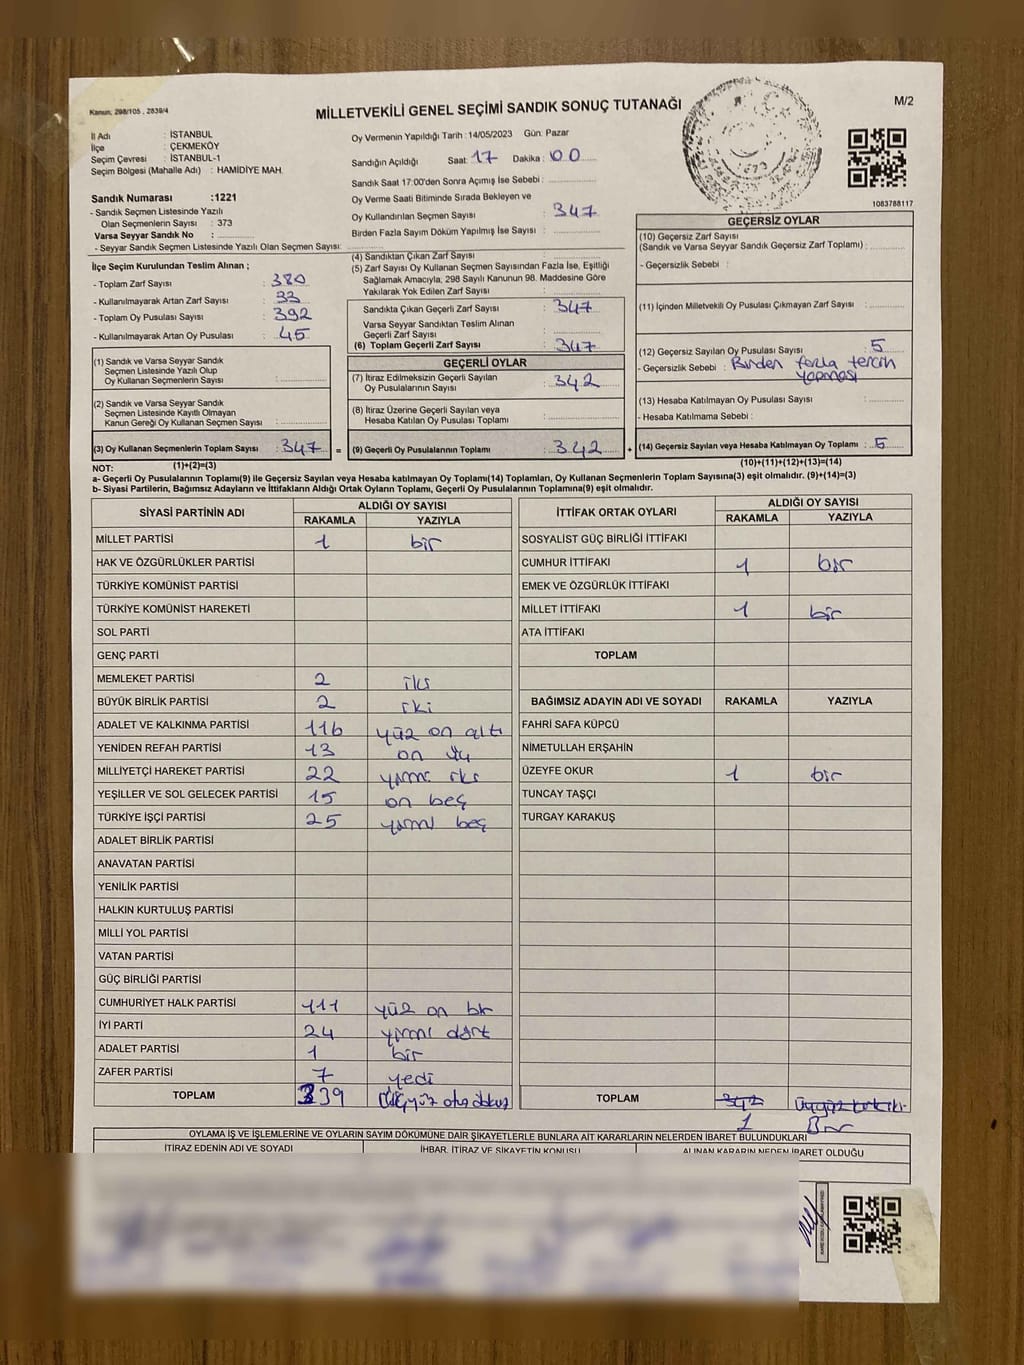 Kanun: 298/105 , 2839/4
MİLLETVEKİLİ GENEL SEÇİMİ SANDIK SONUÇ TUTANAĞI
M/2
İl Adı : İSTANBUL
İlçe : ÇEKMEKÖY
Seçim Çevresi : İSTANBUL-1
Seçim Bölgesi (Mahalle Adı) : HAMİDİYE MAH.
Sandık Numarası :1221
- Sandık Seçmen Listesinde Yazılı
Olan Seçmenlerin Sayısı : 373
Varsa Seyyar Sandık No :
- Seyyar Sandık Seçmen Listesinde Yazılı Olan Seçmen Sayısı:
Oy Vermenin Yapıldığı Tarih : 14/05/2023 Gün: Pazar
Sandığın Açıldığı Saat: 17 Dakika: 00
Sandık Saat 17:00'den Sonra Açımış İse Sebebi :
Oy Verme Saati Bitiminde Sırada Bekleyen ve
Oy Kullandırılan Seçmen Sayısı : 347
Birden Fazla Sayım Döküm Yapılmış İse Sayısı :
1083788117
İlçe Seçim Kurulundan Teslim Alınan ;
- Toplam Zarf Sayısı : 380
- Kullanılmayarak Artan Zarf Sayısı : 33
- Toplam Oy Pusulası Sayısı : 392
- Kullanılmayarak Artan Oy Pusulası : 45
(1) Sandık ve Varsa Seyyar Sandık
Seçmen Listesinde Yazılı Olup
Oy Kullanan Seçmenlerin Sayısı :
(2) Sandık ve Varsa Seyyar Sandık
Seçmen Listesinde Kayıtlı Olmayan
Kanun Gereği Oy Kullanan Seçmen Sayısı :
(3) Oy Kullanan Seçmenlerin Toplam Sayısı : 347 =
(1)+(2)=(3)
(4) Sandıktan Çıkan Zarf Sayısı :
(5) Zarf Sayısı Oy Kullanan Seçmen Sayısından Fazla İse, Eşitliği
Sağlamak Amacıyla, 298 Sayılı Kanunun 98. Maddesine Göre
Yakılarak Yok Edilen Zarf Sayısı :
Sandıkta Çıkan Geçerli Zarf Sayısı : 347
Varsa Seyyar Sandıktan Teslim Alınan
Geçerli Zarf Sayısı :
(6) Toplam Geçerli Zarf Sayısı : 347
GEÇERLİ OYLAR
(7) İtiraz Edilmeksizin Geçerli Sayılan
Oy Pusulalarının Sayısı : 342
(8) İtiraz Üzerine Geçerli Sayılan veya
Hesaba Katılan Oy Pusulası Toplamı :
(9) Geçerli Oy Pusulalarının Toplamı : 342 +
GEÇERSİZ OYLAR
(10) Geçersiz Zarf Sayısı
(Sandık ve Varsa Seyyar Sandık Geçersiz Zarf Toplamı) :
- Geçersizlik Sebebi :
(11) İçinden Milletvekili Oy Pusulası Çıkmayan Zarf Sayısı :
(12) Geçersiz Sayılan Oy Pusulası Sayısı : 5
- Geçersizlik Sebebi : Birden fazla tercih
yapması
(13) Hesaba Katılmayan Oy Pusulası Sayısı :
- Hesaba Katılmama Sebebi :
(14) Geçersiz Sayılan veya Hesaba Katılmayan Oy Toplamı : 5
(10)+(11)+(12)+(13)=(14)
NOT:
a- Geçerli Oy Pusulaları Toplamı(9) ile Geçersiz Sayılan veya Hesaba katılmayan Oy Toplamı(14) Toplamları, Oy Kullanan Seçmenlerin Toplam Sayısına(3) eşit olmalıdır. (9)+(14)=(3)
b- Siyasi Partilerin, Bağımsız Adayların ve İttifakların Aldığı Ortak Oyların Toplamı, Geçerli Oy Pusulalarının Toplamına(9) eşit olmalıdır.
SİYASİ PARTİNİN ADI
ALDIĞI OY SAYISI
RAKAMLA YAZIYLA
MİLLET PARTİSİ 1 bir
HAK VE ÖZGÜRLÜKLER PARTİSİ
TÜRKİYE KOMÜNİST PARTİSİ
TÜRKİYE KOMÜNİST HAREKETİ
SOL PARTİ
GENÇ PARTİ
MEMLEKET PARTİSİ 2 iki
BÜYÜK BİRLİK PARTİSİ 2 iki
ADALET VE KALKINMA PARTİSİ 116 yüz on altı
YENİDEN REFAH PARTİSİ 13 on üç
MİLLİYETÇİ HAREKET PARTİSİ 22 yirmi iki
YEŞİLLER VE SOL GELECEK PARTİSİ 15 on beş
TÜRKİYE İŞÇİ PARTİSİ 25 yirmi beş
ADALET BİRLİK PARTİSİ
ANAVATAN PARTİSİ
YENİLİK PARTİSİ
HALKIN KURTULUŞ PARTİSİ
MİLLİ YOL PARTİSİ
VATAN PARTİSİ
GÜÇ BİRLİĞİ PARTİSİ
CUMHURİYET HALK PARTİSİ 111 yüz on bir
İYİ PARTİ 24 yirmi dört
ADALET PARTİSİ 1 bir
ZAFER PARTİSİ 7 yedi
TOPLAM 339 Üçyüz otuz dokuz
İTTİFAK ORTAK OYLARI
ALDIĞI OY SAYISI
RAKAMLA YAZIYLA
SOSYALİST GÜÇ BİRLİĞİ İTTİFAKI
CUMHUR İTTİFAKI 1 bir
EMEK VE ÖZGÜRLÜK İTTİFAKI
MİLLET İTTİFAKI 1 bir
ATA İTTİFAKI
TOPLAM
BAĞIMSIZ ADAYIN ADI VE SOYADI RAKAMLA YAZIYLA
FAHRİ SAFA KÜPCÜ
NİMETULLAH ERŞAHİN
ÜZEYFE OKUR 1 bir
TUNCAY TAŞÇI
TURGAY KARAKUŞ
TOPLAM 342 Üçyüz kırk iki
1 Bir
OYLAMA İŞ VE İŞLEMLERİNE VE OYLARIN SAYIM DÖKÜMÜNE DAİR ŞİKAYETLERLE BUNLARA AİT KARARLARIN NELERDEN İBARET BULUNDUKLARI
İTİRAZ EDENİN ADI VE SOYADI İHBAR, İTİRAZ VE ŞİKAYETİN KONUSU ALINAN KARARIN NEDEN İBARET OLDUĞU